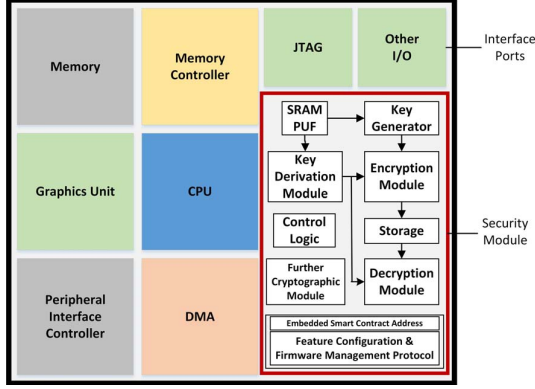 Memory
Memory
Controller
JTAG
Other
I/O
Interface
Ports
Graphics Unit
CPU
Peripheral
Interface
Controller
DMA
SRAM
PUF
Key
Generator
Key
Derivation
Module
Encryption
Module
Control
Logic
Storage
Further
Cryptographic
Module
Decryption
Module
Embedded Smart Contract Address
Feature Configuration &
Firmware Management Protocol
Security
Module